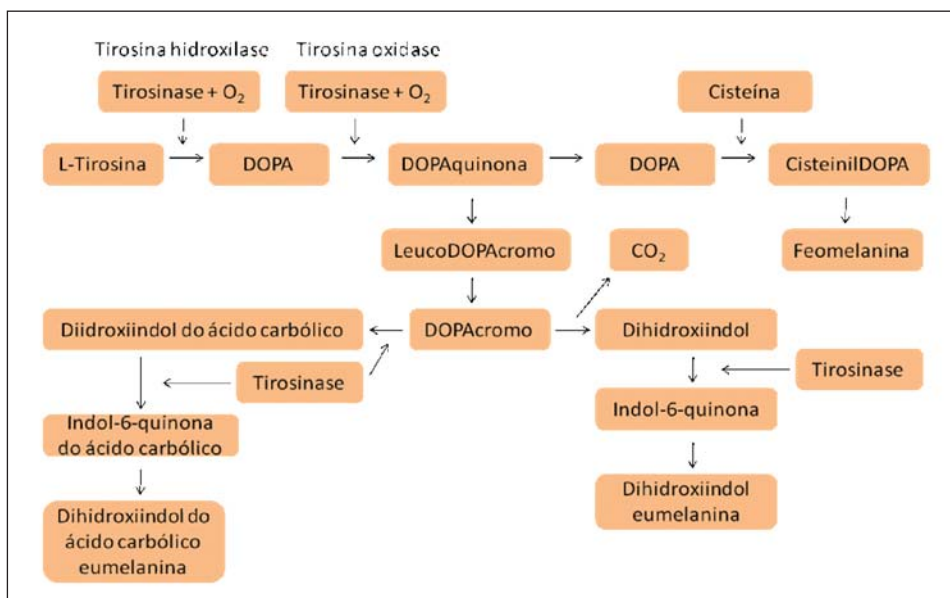 Tirosina hidroxilase
Tirosina oxidase
Tirosinase + O₂
Tirosinase + O₂
Cisteína
L-Tirosina
DOPA
DOPAquinona
DOPA
CisteinilDOPA
LeucoDOPAcromo
CO₂
Feomelanina
Diidroxiindol do ácido carbólico
DOPAcromo
Dihidroxiindol
Tirosinase
Tirosinase
Indol-6-quinona
do ácido carbólico
Indol-6-quinona
Dihidroxiindol do
ácido carbólico
eumelanina
Dihidroxiindol
eumelanina